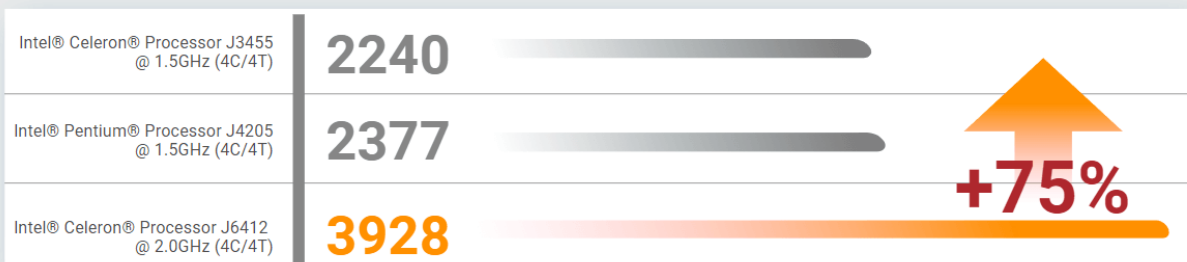 Intel® Celeron® Processor J3455
@ 1.5GHz (4C/4T)
2240
Intel® Pentium® Processor J4205
@ 1.5GHz (4C/4T)
2377
+75%
Intel® Celeron® Processor J6412
@ 2.0GHz (4C/4T)
3928